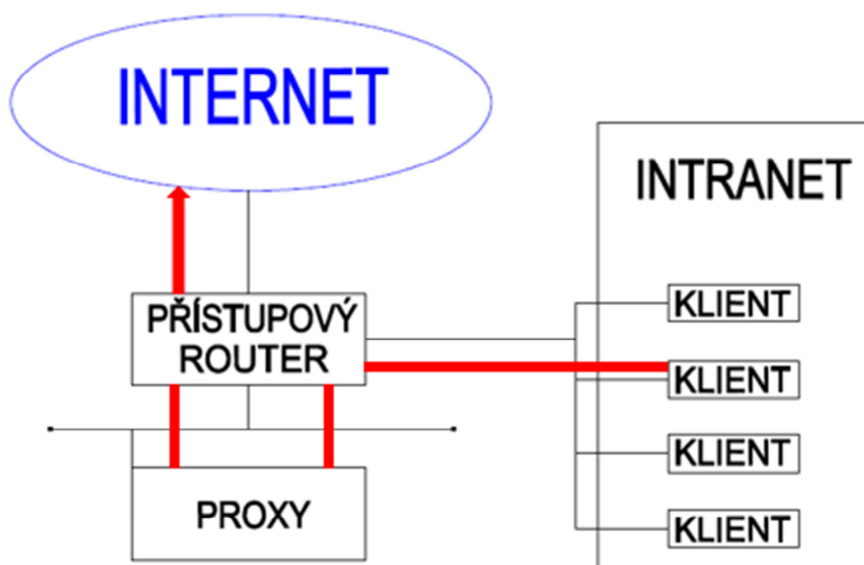 INTERNET
INTRANET
PŘÍSTUPOVÝ
ROUTER
KLIENT
KLIENT
KLIENT
KLIENT
PROXY